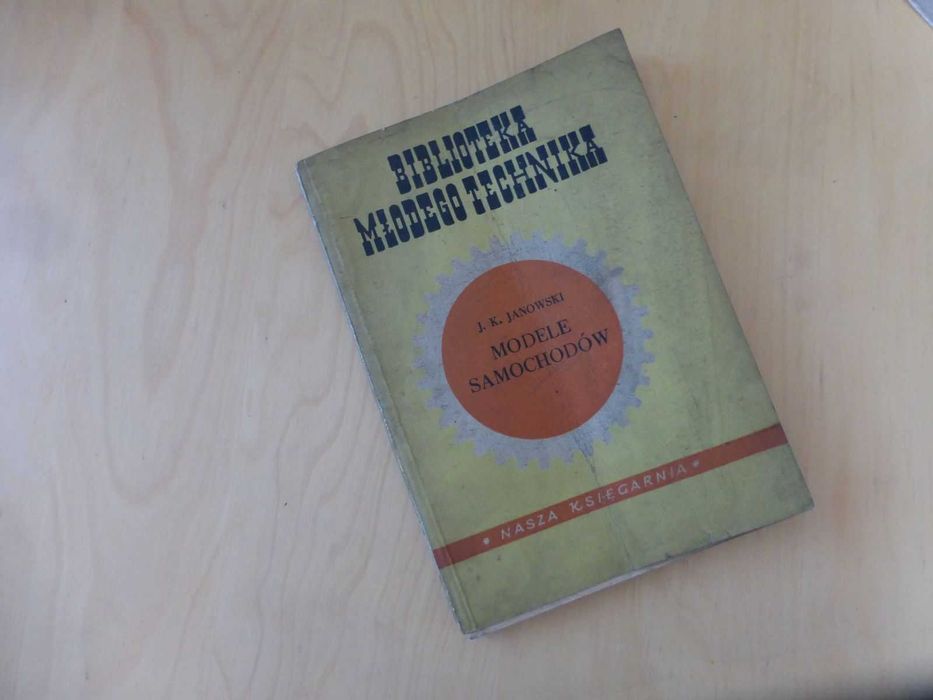 BIBLIOTEKA
MŁODEGO TECHNIKA
J. K. JANOWSKI
MODELE
SAMOCHODÓW
* NASZA KSIĘGARNIA *